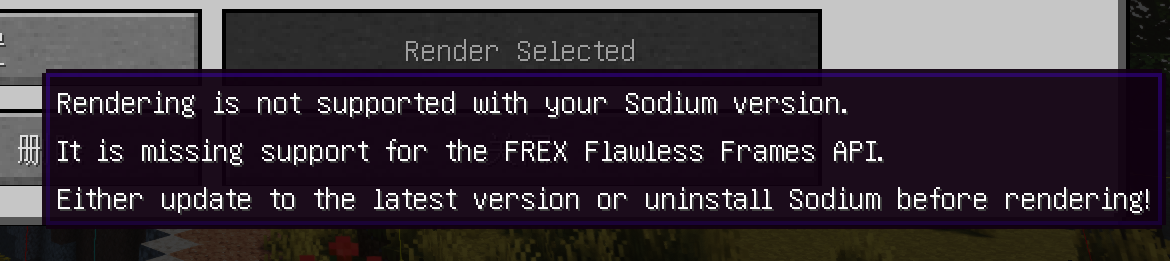 Render Selected
Rendering is not supported with your Sodium version.
It is missing support for the FREX Flawless Frames API.
Either update to the latest version or uninstall Sodium before rendering!